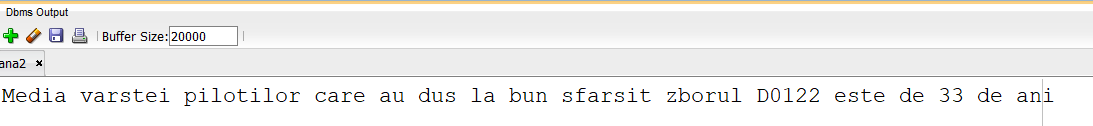 Dbms Output
Buffer Size: 20000
ana2 ×
Media varstei pilotilor care au dus la bun sfarsit zborul D0122 este de 33 de ani